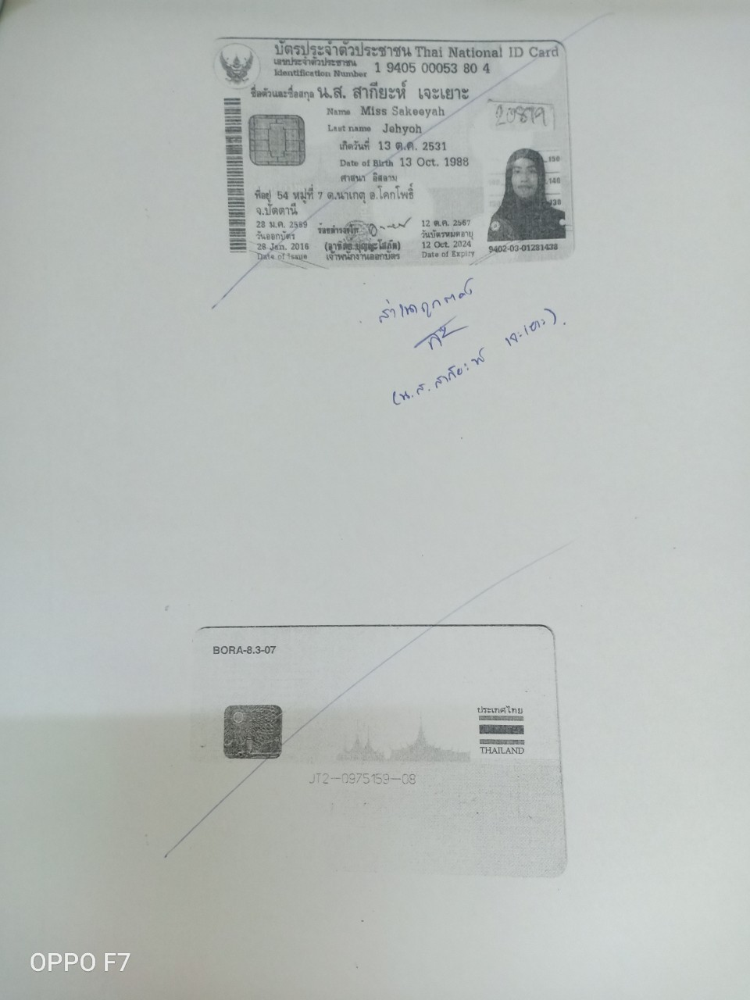 บัตรประจำตัวประชาชน Thai National ID Card
เลขประจำตัวประชาชน
Identification Number 1 9405 00053 80 4
ชื่อตัวและชื่อสกุล น.ส. สากียะห์ เจะเยาะ
Name Miss Sakeeyah
Last name Jehyoh
20879
เกิดวันที่ 13 ต.ค. 2531
Date of Birth 13 Oct. 1988
ศาสนา อิสลาม
ที่อยู่ 54 หมู่ที่ 7 ต.นาเกตุ อ.โคกโพธิ์
จ.ปัตตานี
150
140
130
28 ม.ค. 2559
วันออกบัตร
28 Jan. 2016
Date of Issue
เจ้าพนักงานออกบัตร
12 ต.ค. 2567
วันบัตรหมดอายุ
12 Oct. 2024
Date of Expiry
9402-03-01281438
สำเนาถูกต้อง
(น.ส. สากียะห์ เจะเยาะ)
BORA-8.3-07
ประเทศไทย
THAILAND
JT2-0975159-08
OPPO F7